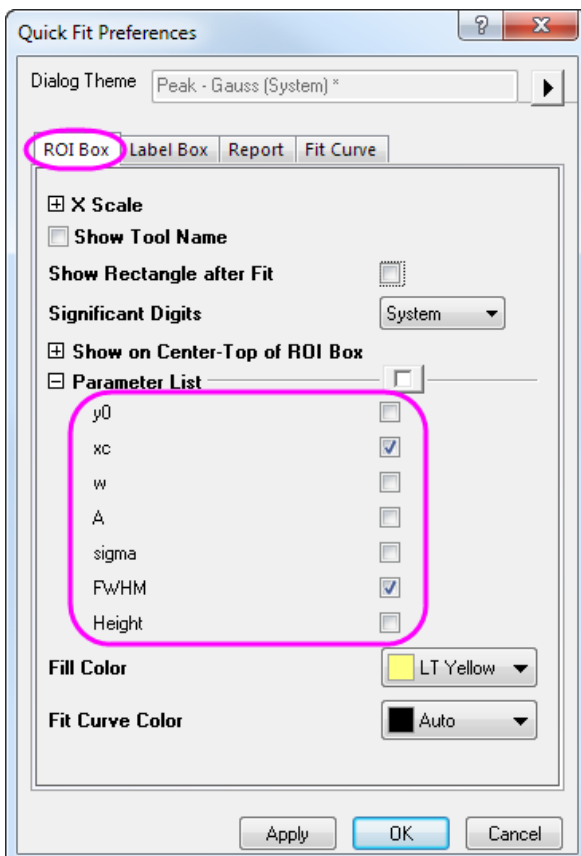 Quick Fit Preferences
Dialog Theme Peak - Gauss (System) *
ROI Box Label Box Report Fit Curve
X Scale
Show Tool Name
Show Rectangle after Fit
Significant Digits System
Show on Center-Top of ROI Box
Parameter List
y0
xc
w
A
sigma
FWHM
Height
Fill Color LT Yellow
Fit Curve Color Auto
Apply OK Cancel